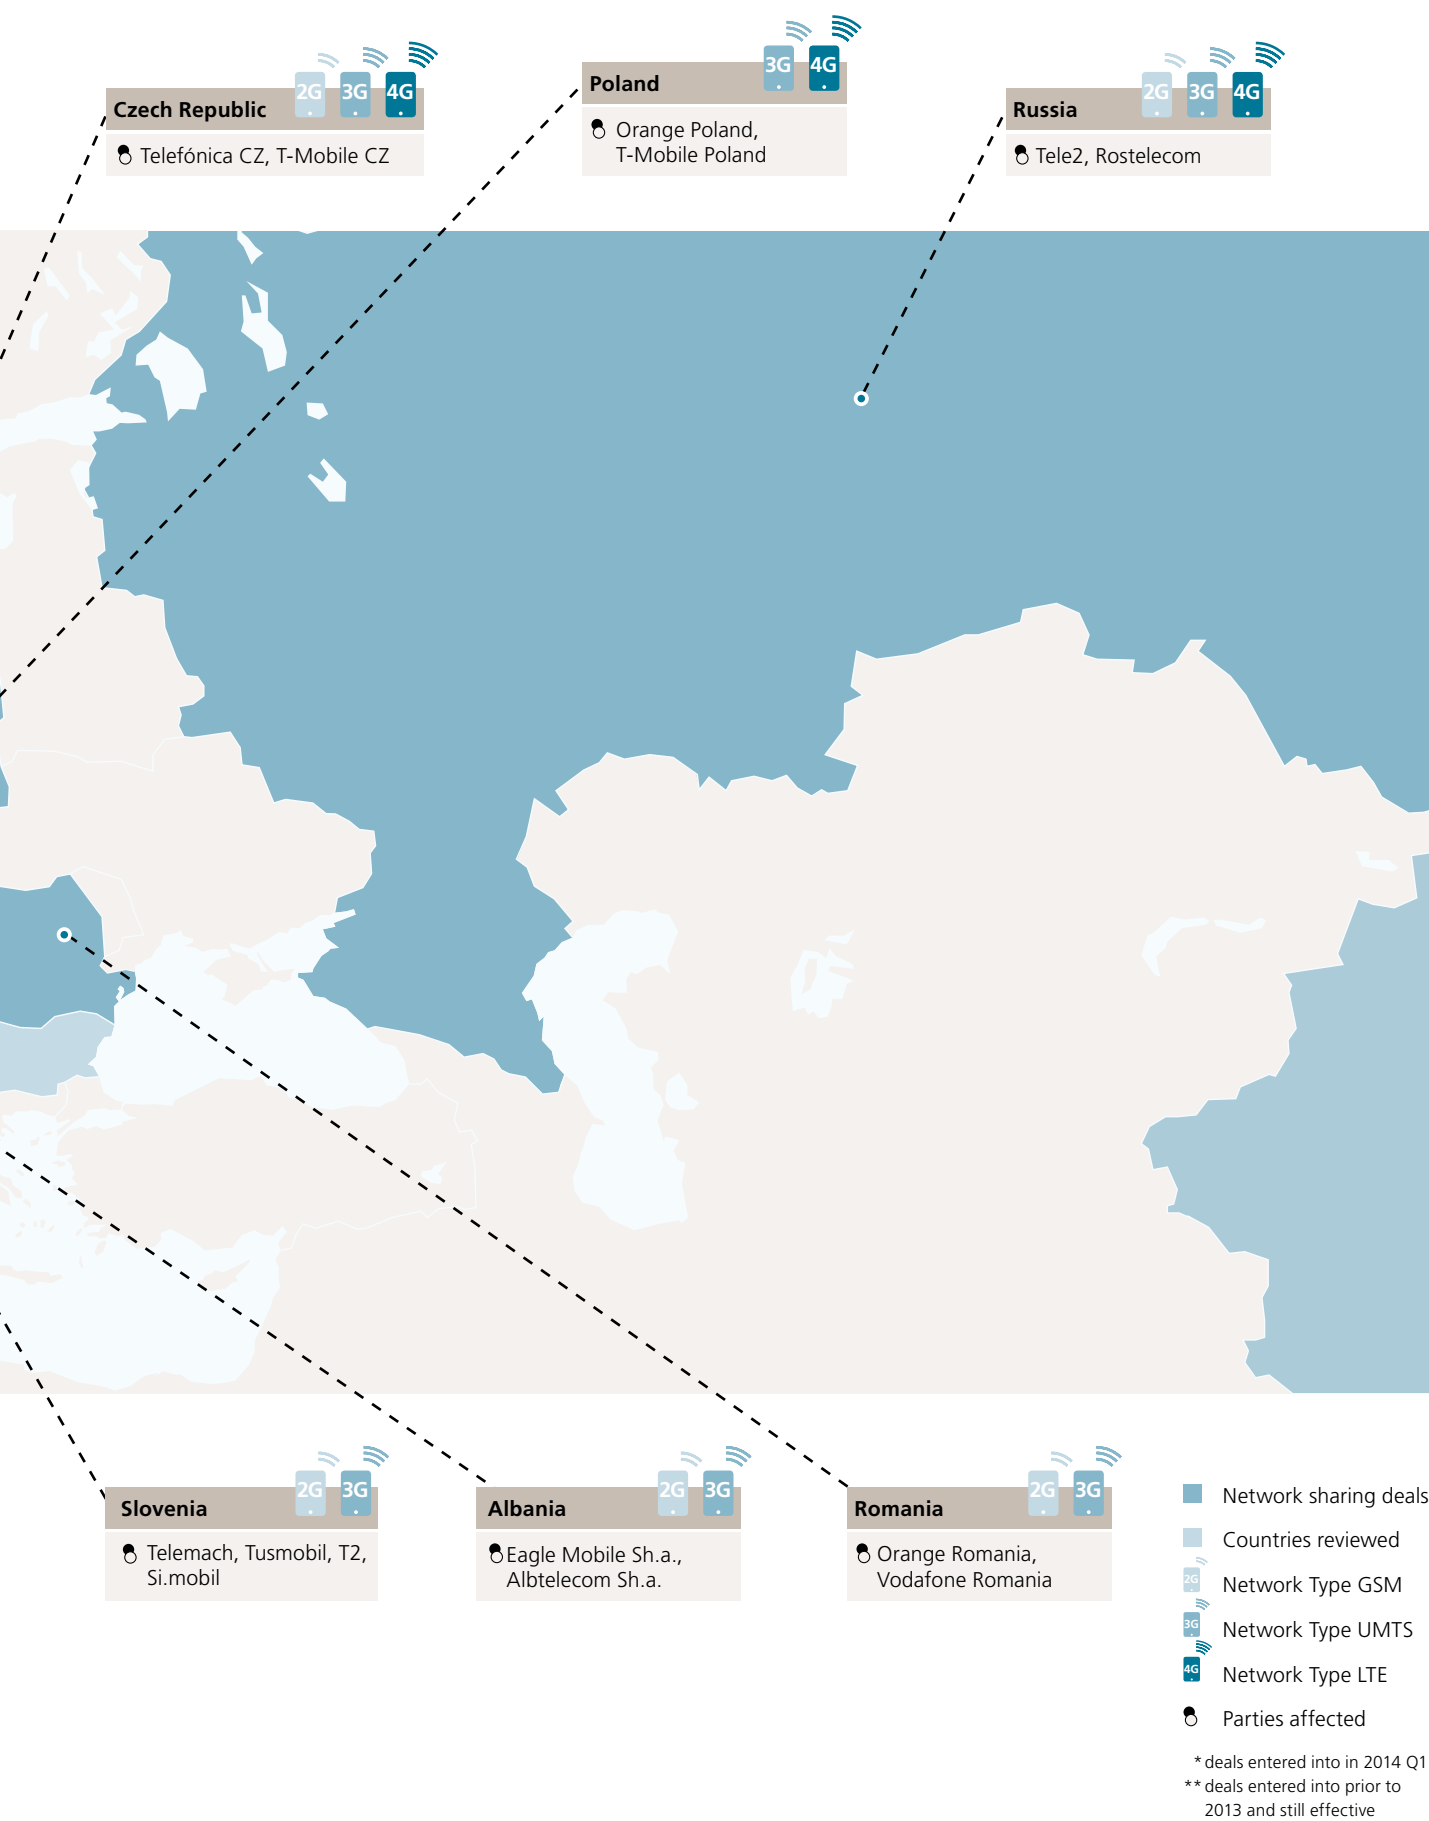 Czech Republic
2G 3G 4G
Telefónica CZ, T-Mobile CZ
Poland
3G 4G
Orange Poland,
T-Mobile Poland
Russia
2G 3G 4G
Tele2, Rostelecom
Slovenia
2G 3G
Telemach, Tusmobil, T2,
Si.mobil
Albania
2G 3G
Eagle Mobile Sh.a.,
Albtelecom Sh.a.
Romania
2G 3G
Orange Romania,
Vodafone Romania
Network sharing deals
Countries reviewed
2G Network Type GSM
3G Network Type UMTS
4G Network Type LTE
Parties affected
* deals entered into in 2014 Q1
** deals entered into prior to
2013 and still effective